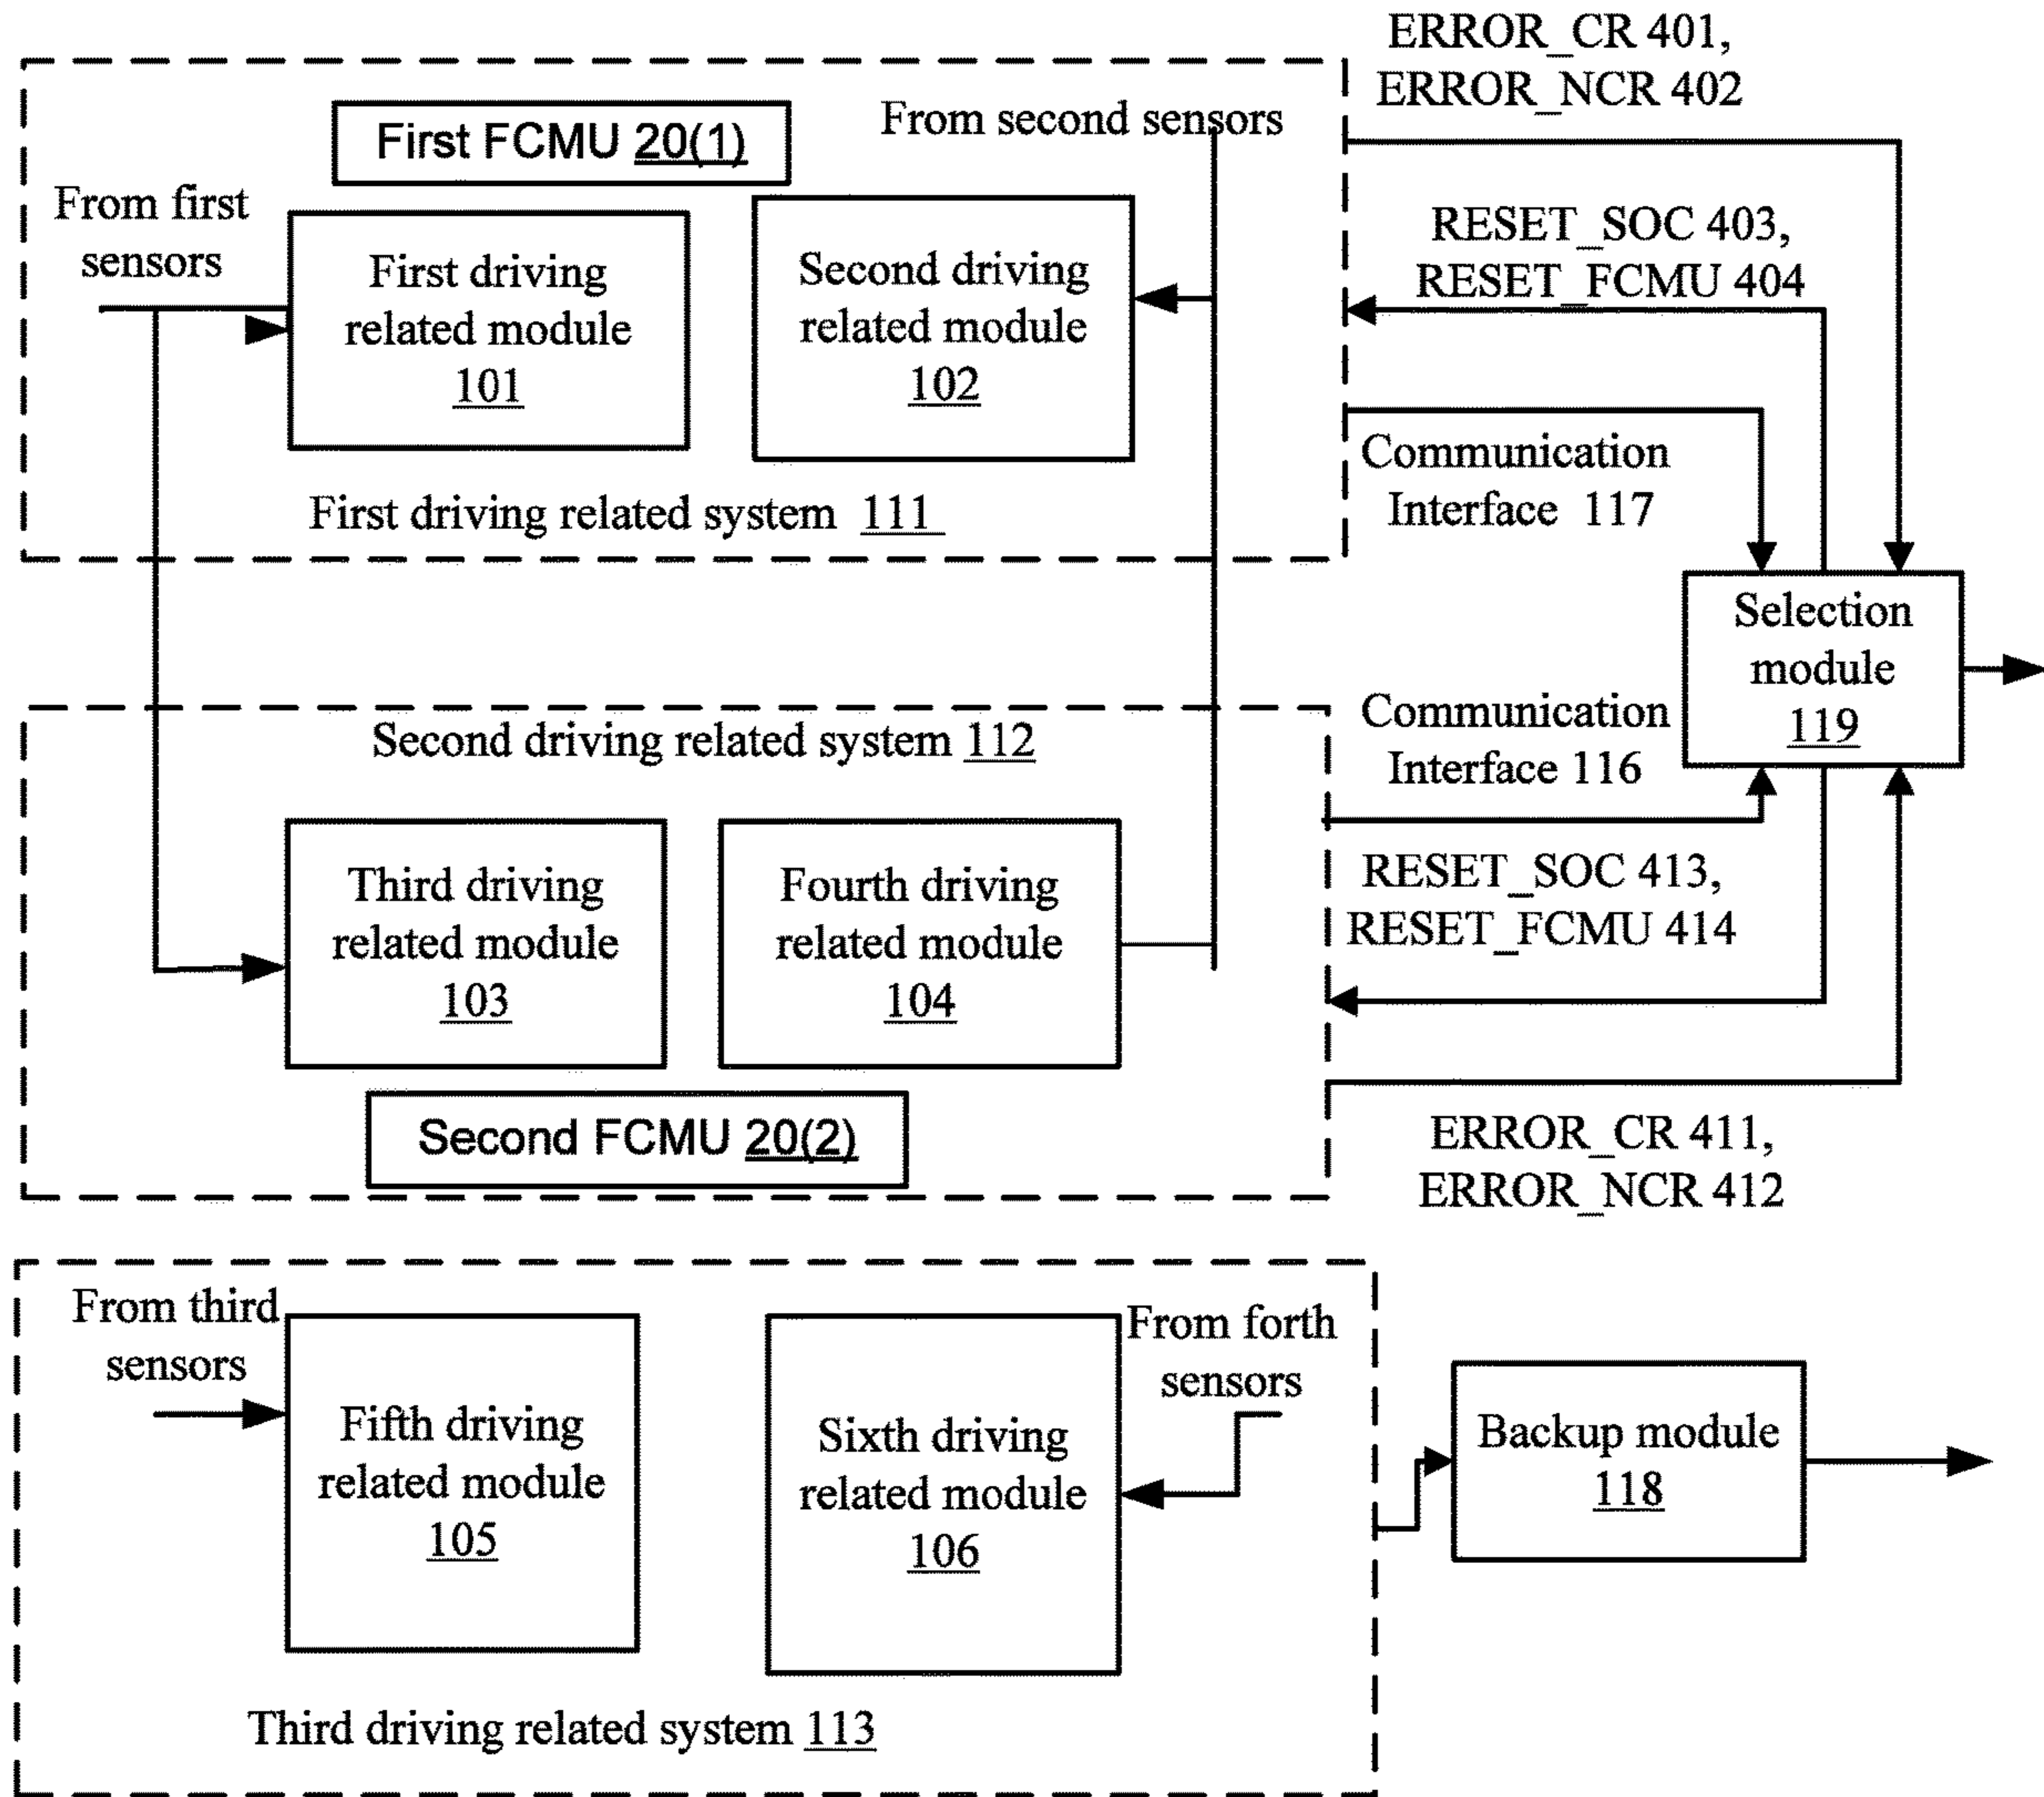 ERROR_CR 401,
ERROR_NCR 402
First FCMU 20(1)
From second sensors
From first
sensors
First driving
related module
101
Second driving
related module
102
RESET_SOC 403,
RESET_FCMU 404
Communication
Interface 117
First driving related system 111
Selection
module
119
Second driving related system 112
Communication
Interface 116
Third driving
related module
103
Fourth driving
related module
104
RESET_SOC 413,
RESET_FCMU 414
Second FCMU 20(2)
ERROR_CR 411,
ERROR_NCR 412
From third
sensors
Fifth driving
related module
105
Sixth driving
related module
106
From forth
sensors
Backup module
118
Third driving related system 113